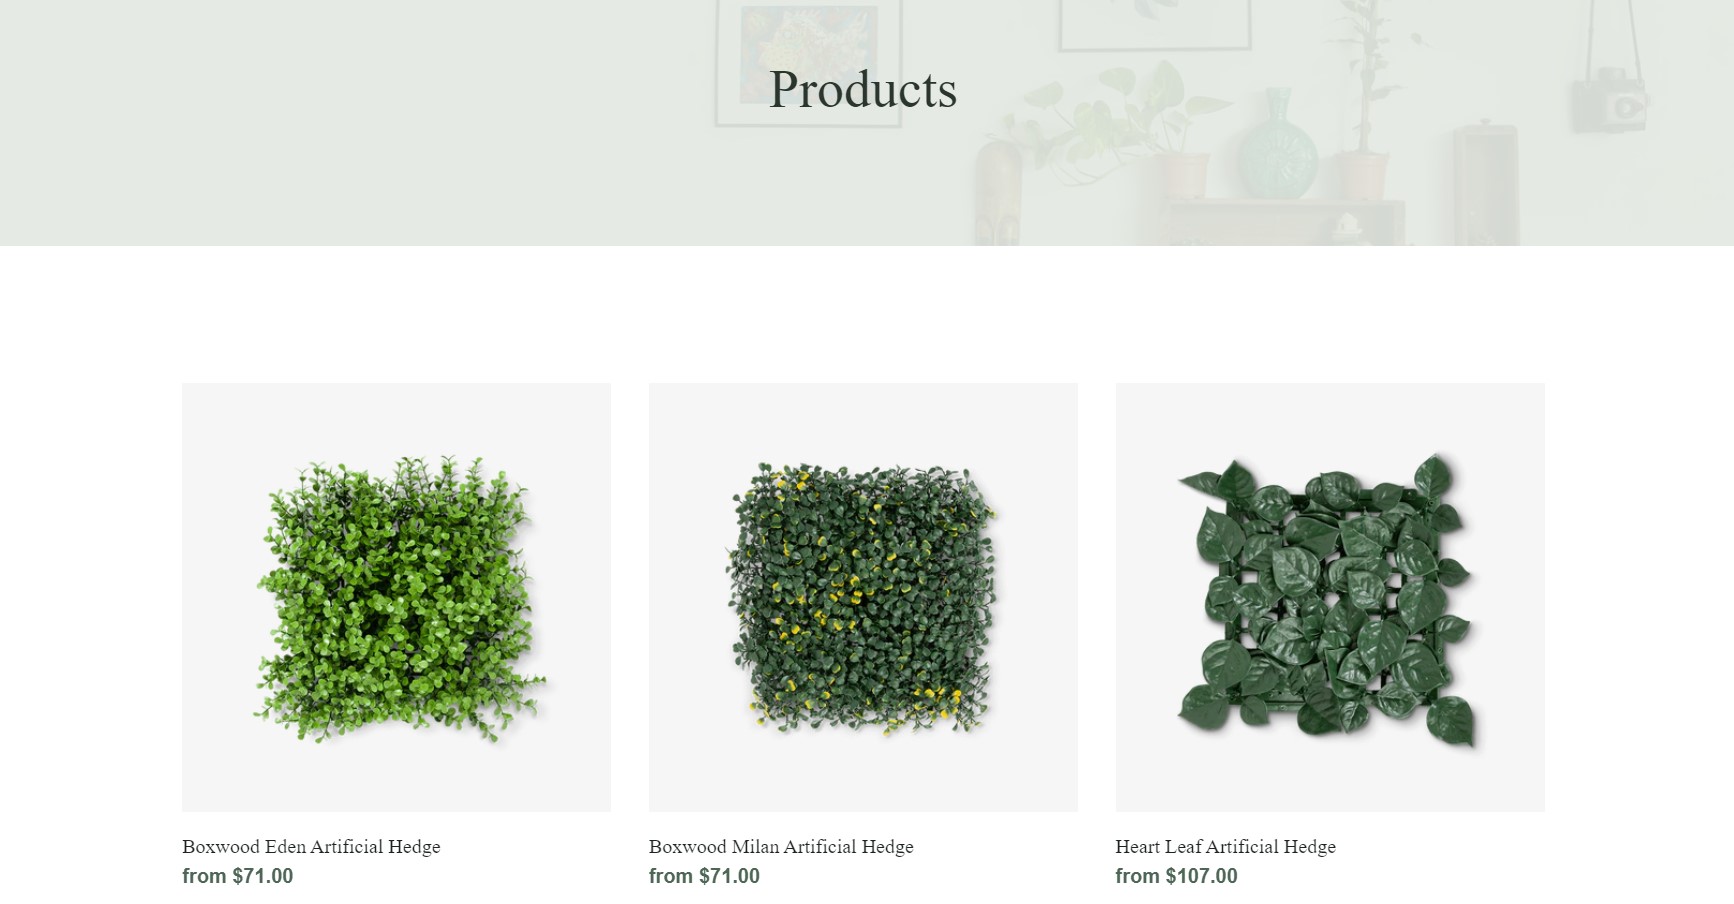 Products
Boxwood Eden Artificial Hedge
from $71.00
Boxwood Milan Artificial Hedge
from $71.00
Heart Leaf Artificial Hedge
from $107.00